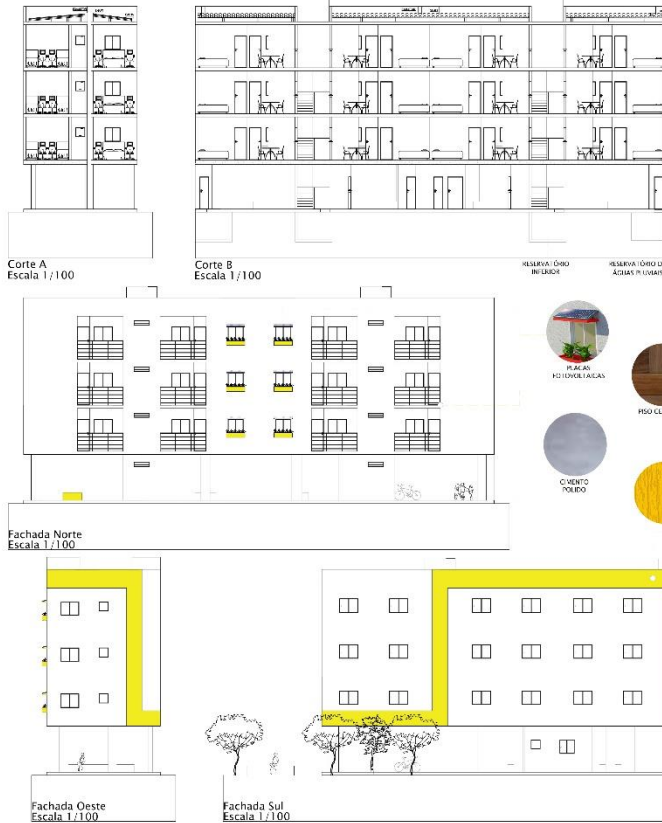 Corte A
Escala 1/100
Corte B
Escala 1/100
RESERVATÓRIO
INFERIOR
RESERVATÓRIO D
ÁGUAS PLUVIAIS
PLACAS
FOTOVOLTAICAS
PISO CE
CIMENTO
POLIDO
Fachada Norte
Escala 1/100
Fachada Oeste
Escala 1/100
Fachada Sul
Escala 1/100